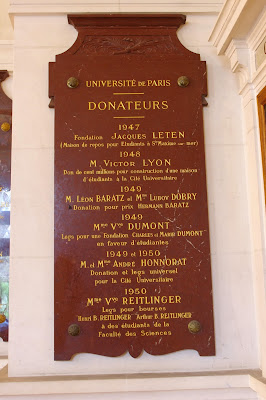 UNIVERSITÉ DE PARIS
DONATEURS
1947
Fondation JACQUES LETEN
(Maison de repos pour Etudiants à Ste Maxime sur mer)
1948
M. VICTOR LYON
Don de cent millions pour construction d'une maison
d'étudiants à la Cité Universitaire
1949
M. LÉON BARATZ et Mme LUBOV DOBRY
Donation pour prix HERMANN BARATZ
1949
Mme Vve DUMONT
Legs pour une Fondation CHARLES et MARIE DUMONT
en faveur d'étudiantes
1949 et 1950
M. et Mme ANDRÉ HONNORAT
Donation et legs universel
pour la Cité Universitaire
1950
Mme Vve REITLINGER
Legs pour bourses
Henri B. REITLINGER Arthur B. REITLINGER
à des étudiants de la
Faculté des Sciences